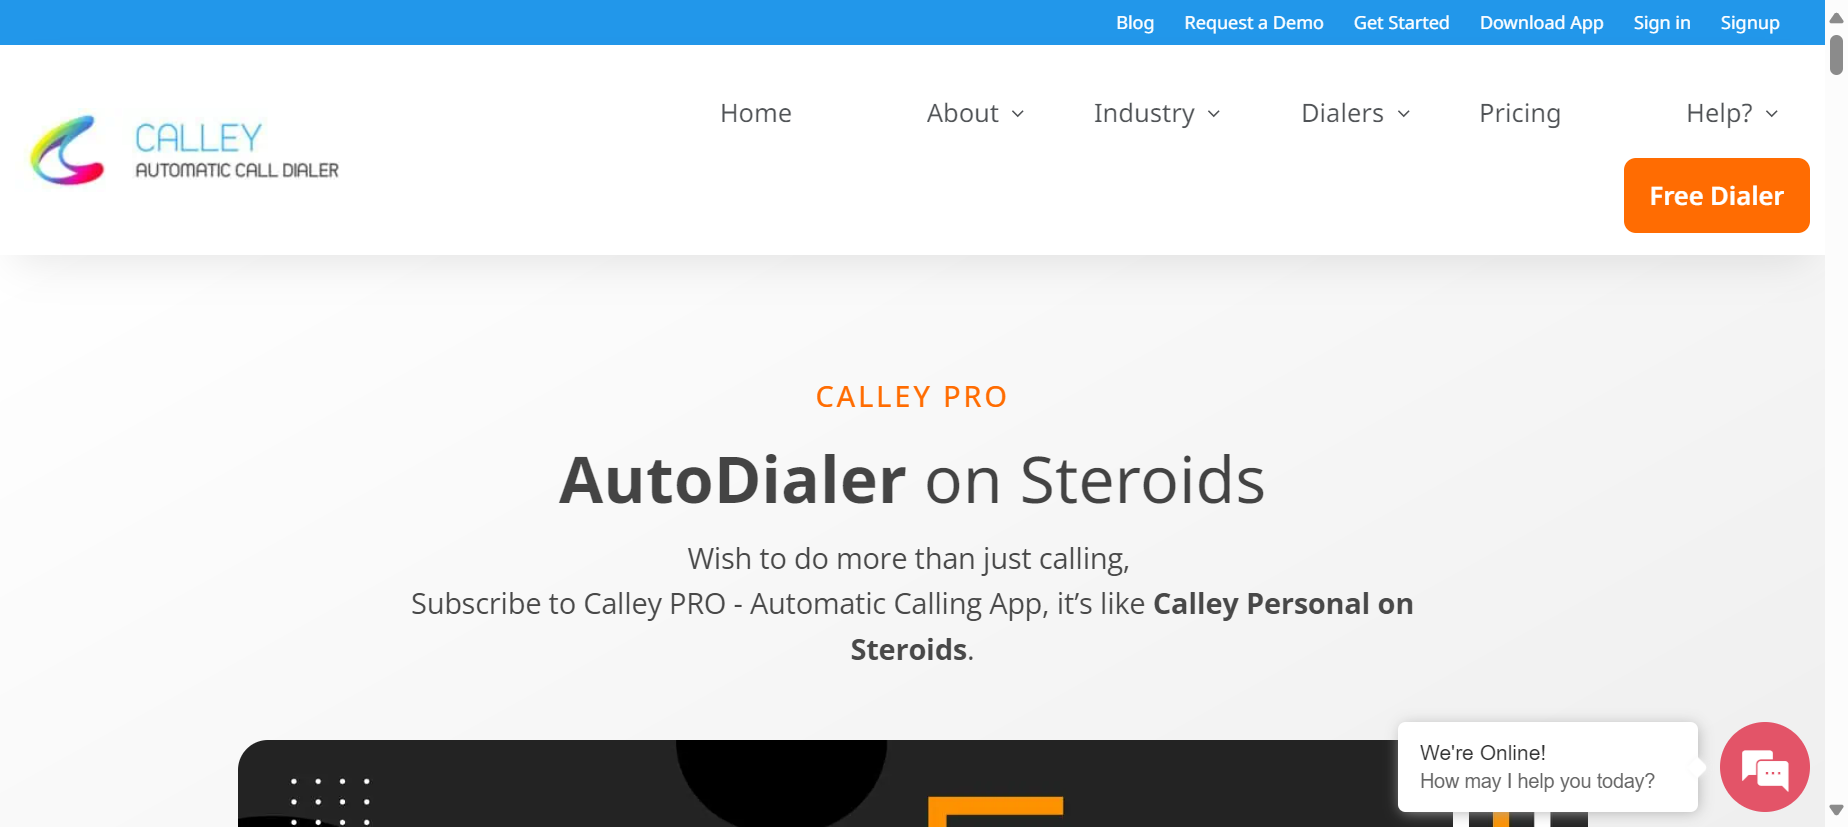 Blog Request a Demo Get Started Download App Sign in Signup
CALLEY
AUTOMATIC CALL DIALER
Home About Industry Dialers Pricing Help?
Free Dialer
CALLEY PRO
AutoDialer on Steroids
Wish to do more than just calling,
Subscribe to Calley PRO - Automatic Calling App, it’s like Calley Personal on
Steroids.
We're Online!
How may I help you today?